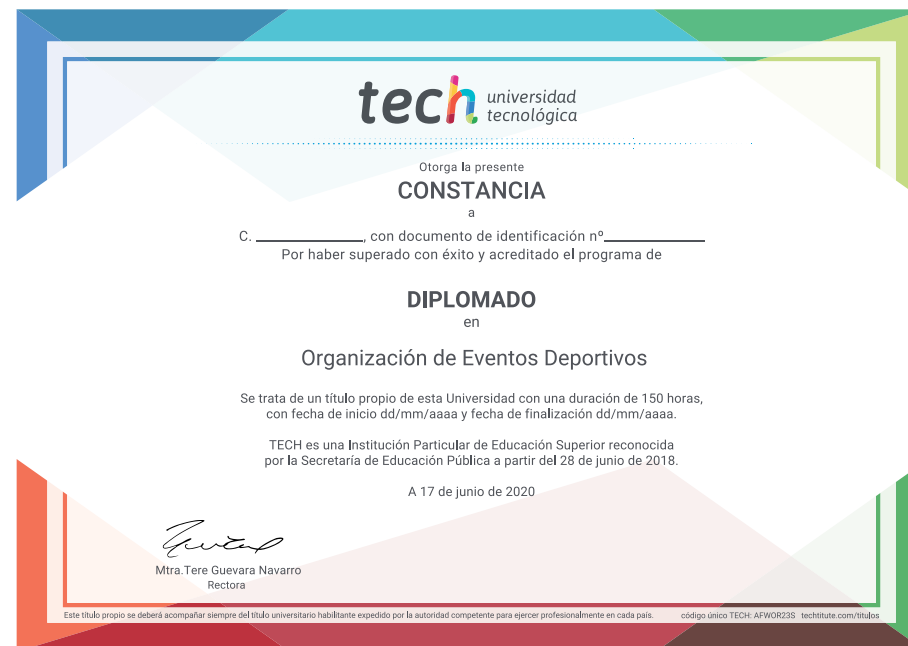 tech universidad
tecnológica
Otorga la presente
CONSTANCIA
a
C. ______________, con documento de identificación nº_____________
Por haber superado con éxito y acreditado el programa de
DIPLOMADO
en
Organización de Eventos Deportivos
Se trata de un título propio de esta Universidad con una duración de 150 horas,
con fecha de inicio dd/mm/aaaa y fecha de finalización dd/mm/aaaa.
TECH es una Institución Particular de Educación Superior reconocida
por la Secretaría de Educación Pública a partir del 28 de junio de 2018.
A 17 de junio de 2020
Mtra.Tere Guevara Navarro
Rectora
Este título propio se deberá acompañar siempre del título universitario habilitante expedido por la autoridad competente para ejercer profesionalmente en cada país. código único TECH: AFWOR23S techtitute.com/titulos